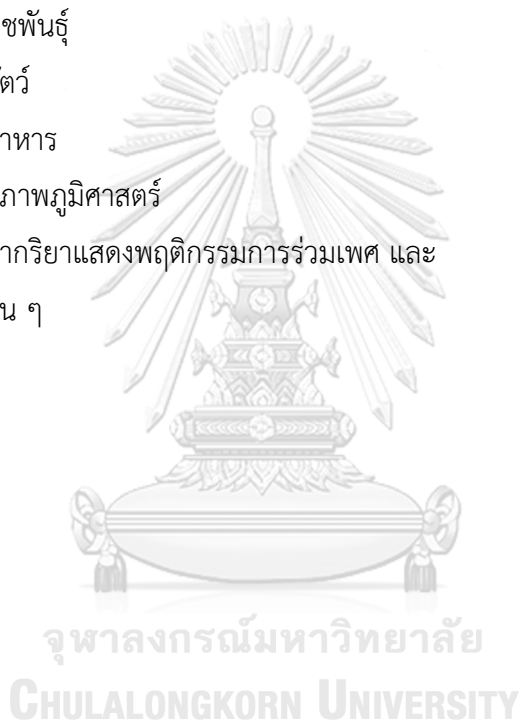 ชพันธุ์
ตว์
าหาร
ภาพภูมิศาสตร์
ากริยาแสดงพฤติกรรมการร่วมเพศ และ
น ๆ
จุฬาลงกรณ์มหาวิทยาลัย
CHULALONGKORN UNIVERSITY